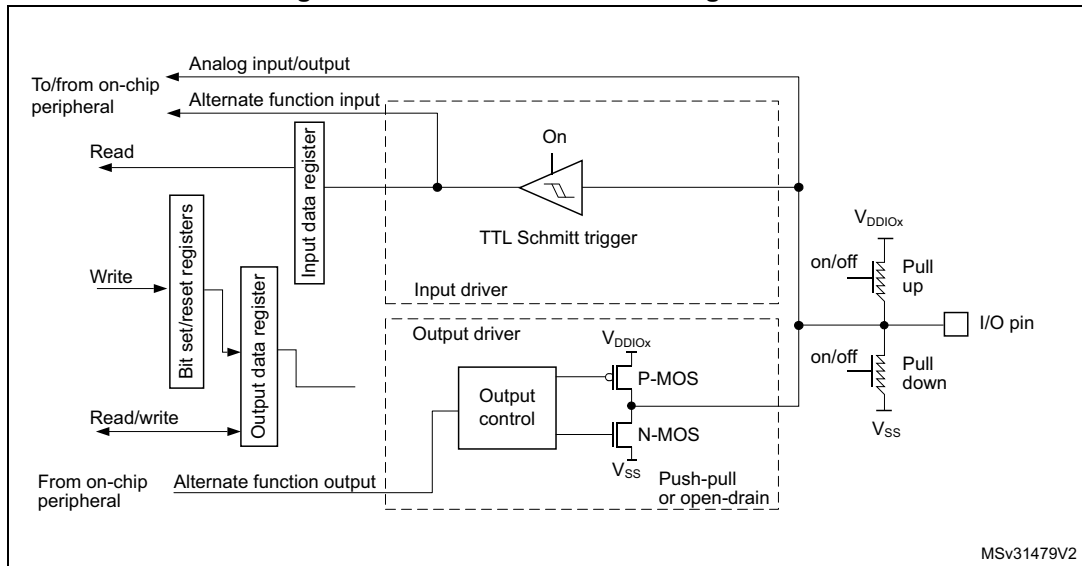 Analog input/output
To/from on-chip
peripheral
Alternate function input
Read
Input data register
On
TTL Schmitt trigger
Input driver
Bit set/reset registers
Write
Output data register
Read/write
From on-chip
peripheral
Alternate function output
Output driver
VDDIOx
P-MOS
Output
control
N-MOS
VSS
Push-pull
or open-drain
VDDIOx
on/off
Pull
up
I/O pin
on/off
Pull
down
VSS
MSv31479V2